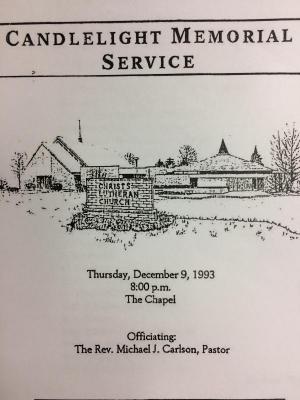 CANDLELIGHT MEMORIAL
SERVICE
CHRIST'S
LUTHERAN
CHURCH
Thursday, December 9, 1993
8:00 p.m.
The Chapel
Officiating:
The Rev. Michael J. Carlson, Pastor